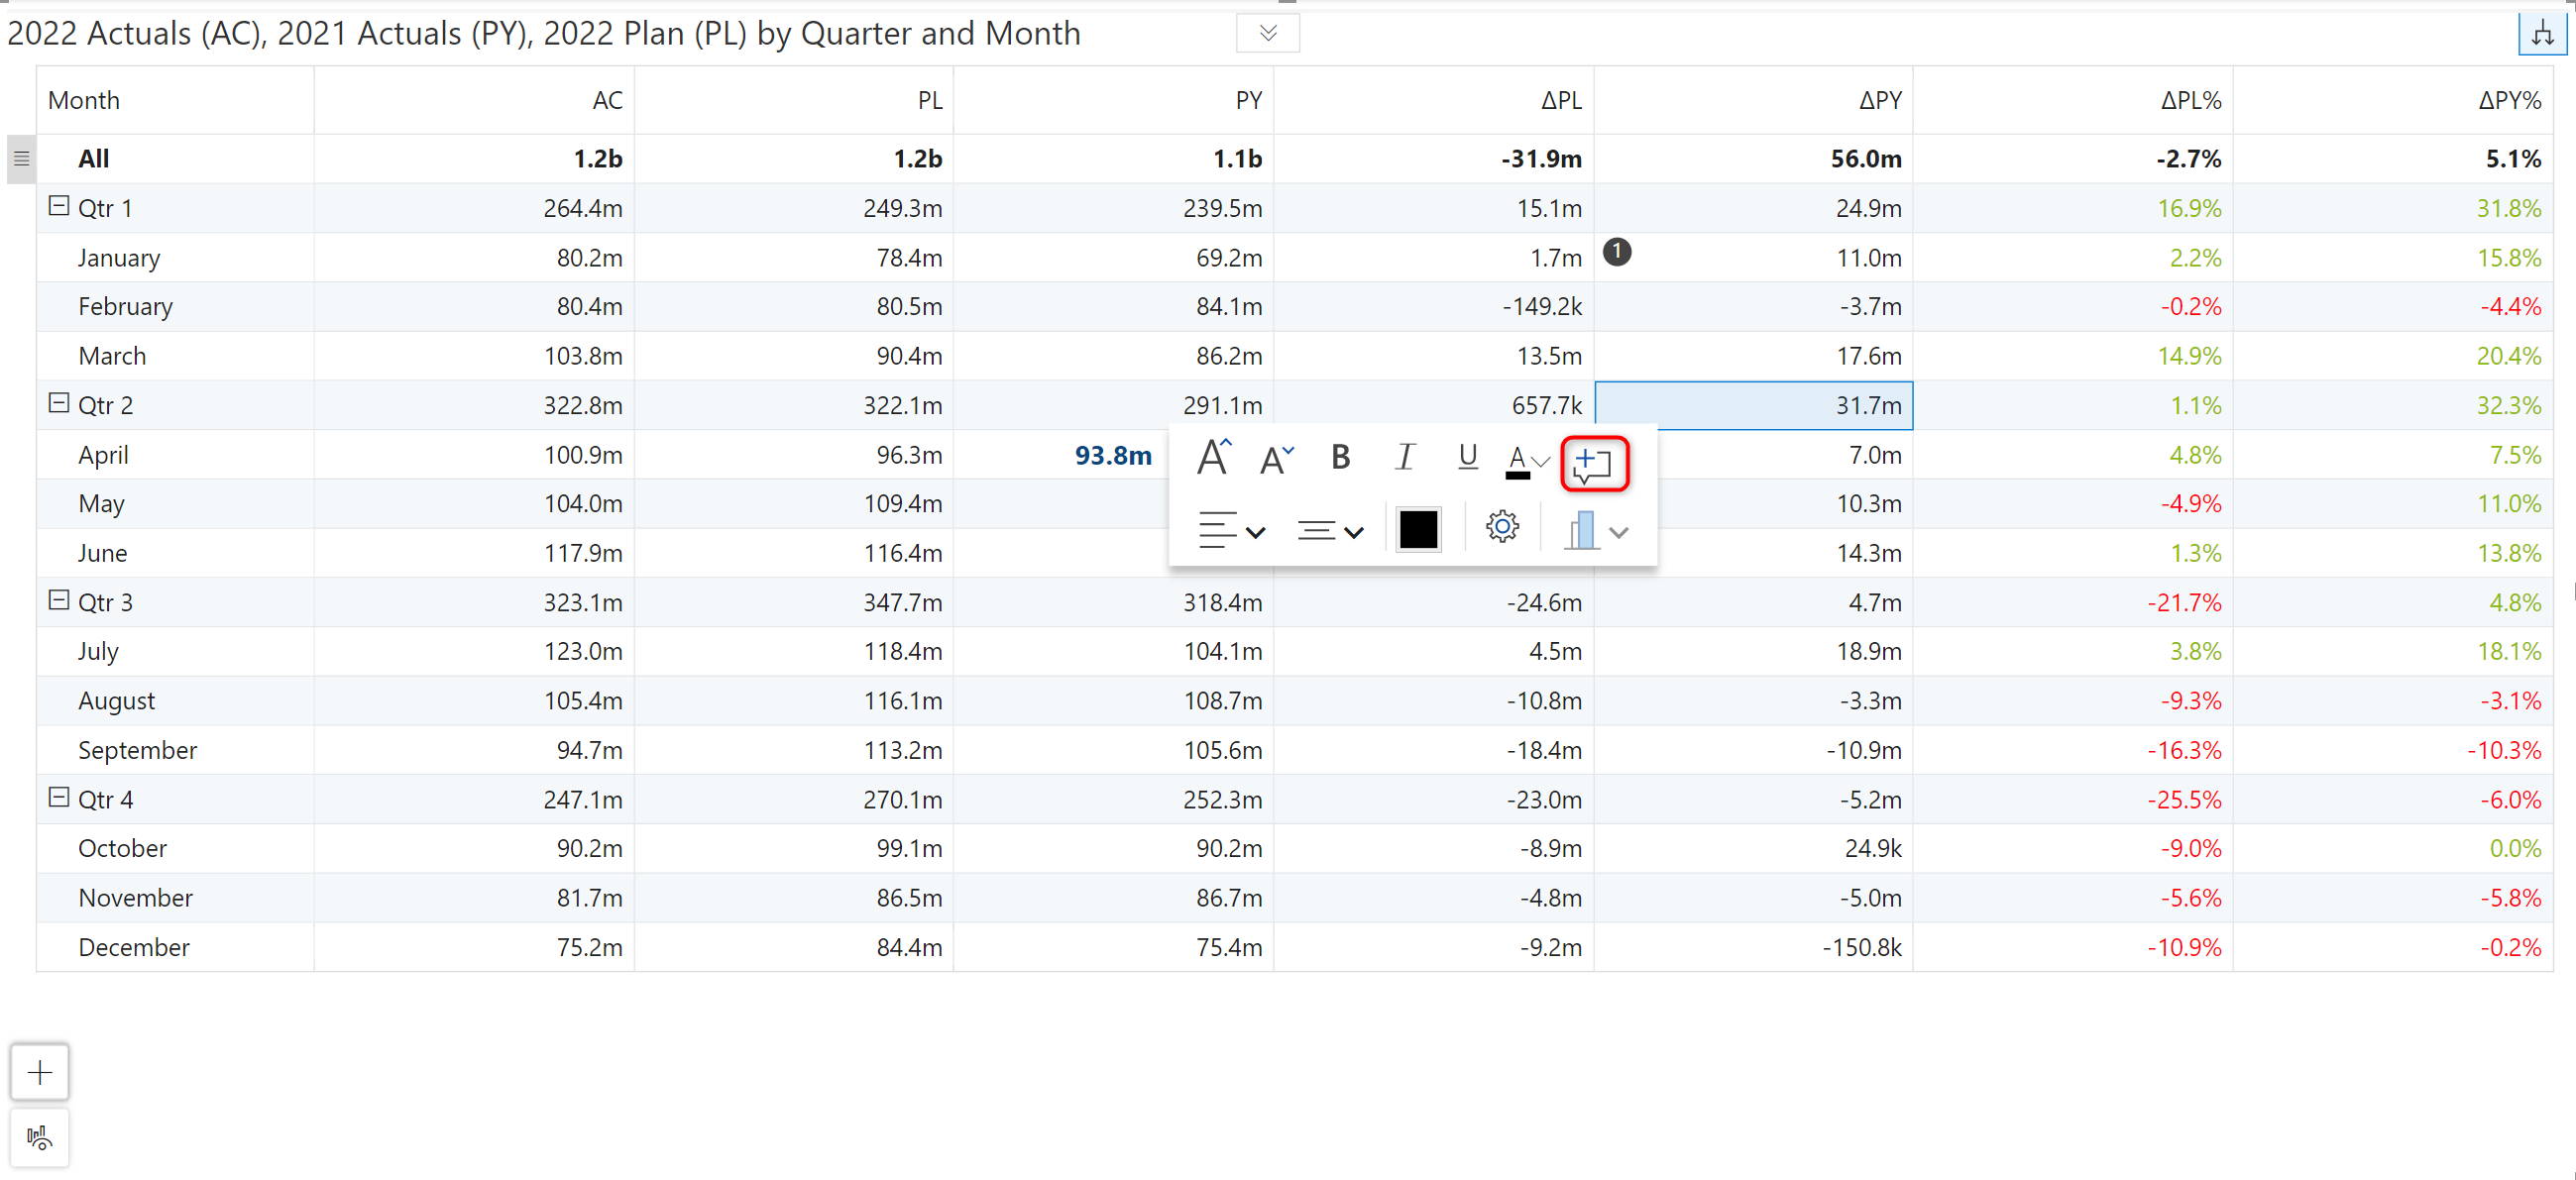 2022 Actuals (AC), 2021 Actuals (PY), 2022 Plan (PL) by Quarter and Month
Month AC PL PY ΔPL ΔPY ΔPL% ΔPY%
All 1.2b 1.2b 1.1b -31.9m 56.0m -2.7% 5.1%
Qtr 1 264.4m 249.3m 239.5m 15.1m 24.9m 16.9% 31.8%
January 80.2m 78.4m 69.2m 1.7m 1 11.0m 2.2% 15.8%
February 80.4m 80.5m 84.1m -149.2k -3.7m -0.2% -4.4%
March 103.8m 90.4m 86.2m 13.5m 17.6m 14.9% 20.4%
Qtr 2 322.8m 322.1m 291.1m 657.7k 31.7m 1.1% 32.3%
April 100.9m 96.3m 93.8m A A B I U A 7.0m 4.8% 7.5%
May 104.0m 109.4m 10.3m -4.9% 11.0%
June 117.9m 116.4m 14.3m 1.3% 13.8%
Qtr 3 323.1m 347.7m 318.4m -24.6m 4.7m -21.7% 4.8%
July 123.0m 118.4m 104.1m 4.5m 18.9m 3.8% 18.1%
August 105.4m 116.1m 108.7m -10.8m -3.3m -9.3% -3.1%
September 94.7m 113.2m 105.6m -18.4m -10.9m -16.3% -10.3%
Qtr 4 247.1m 270.1m 252.3m -23.0m -5.2m -25.5% -6.0%
October 90.2m 99.1m 90.2m -8.9m 24.9k -9.0% 0.0%
November 81.7m 86.5m 86.7m -4.8m -5.0m -5.6% -5.8%
December 75.2m 84.4m 75.4m -9.2m -150.8k -10.9% -0.2%